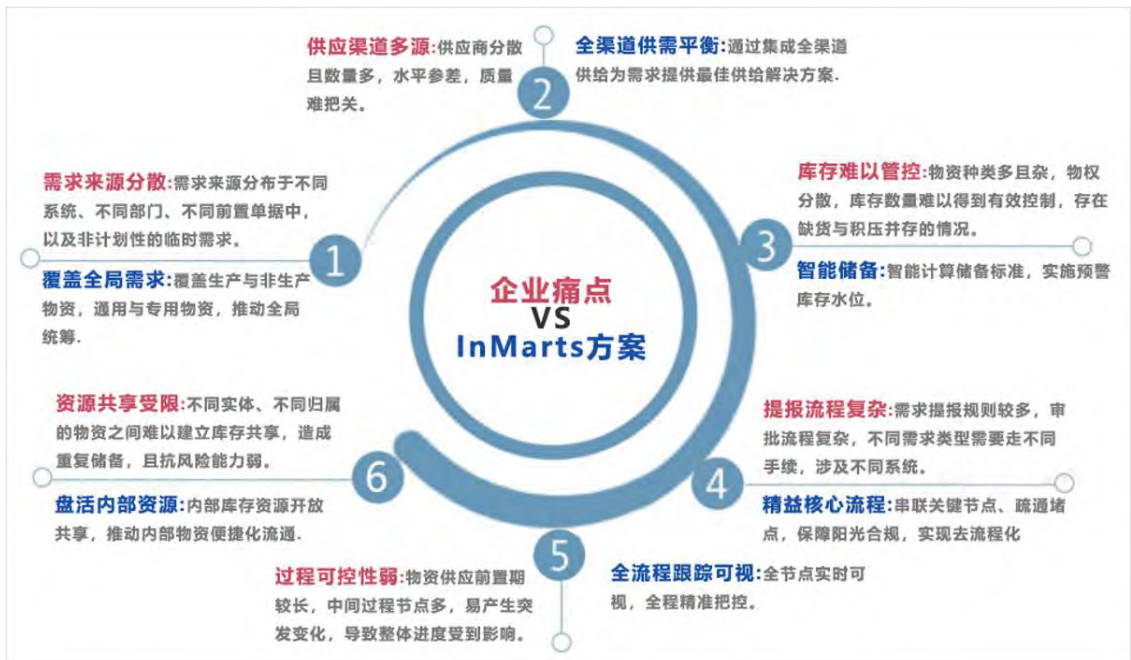 供应渠道多源:供应商分散
且数量多，水平参差，质量
难把关。
全渠道供需平衡:通过集成全渠道
供给为需求提供最佳供给解决方案.
2
需求来源分散:需求来源分布于不同
系统、不同部门、不同前置单据中，
以及非计划性的临时需求。
1
覆盖全局需求:覆盖生产与非生产
物资，通用与专用物资，推动全局
统筹.
库存难以管控:物资种类多且杂，物权
分散，库存数量难以得到有效控制，存在
缺货与积压并存的情况。
3
智能储备:智能计算储备标准，实施预警
库存水位。
企业痛点
VS
InMarts方案
资源共享受限:不同实体、不同归属
的物资之间难以建立库存共享，造成
重复储备，且抗风险能力弱。
6
盘活内部资源:内部库存资源开放
共享，推动内部物资便捷化流通.
提报流程复杂:需求提报规则较多，审
批流程复杂，不同需求类型需要走不同
手续，涉及不同系统。
4
精益核心流程:串联关键节点、疏通堵
点，保障阳光合规，实现去流程化
5
过程可控性弱:物资供应前置期
较长，中间过程节点多，易产生突
发变化，导致整体进度受到影响。
全流程跟踪可视:全节点实时可
视，全程精准把控。